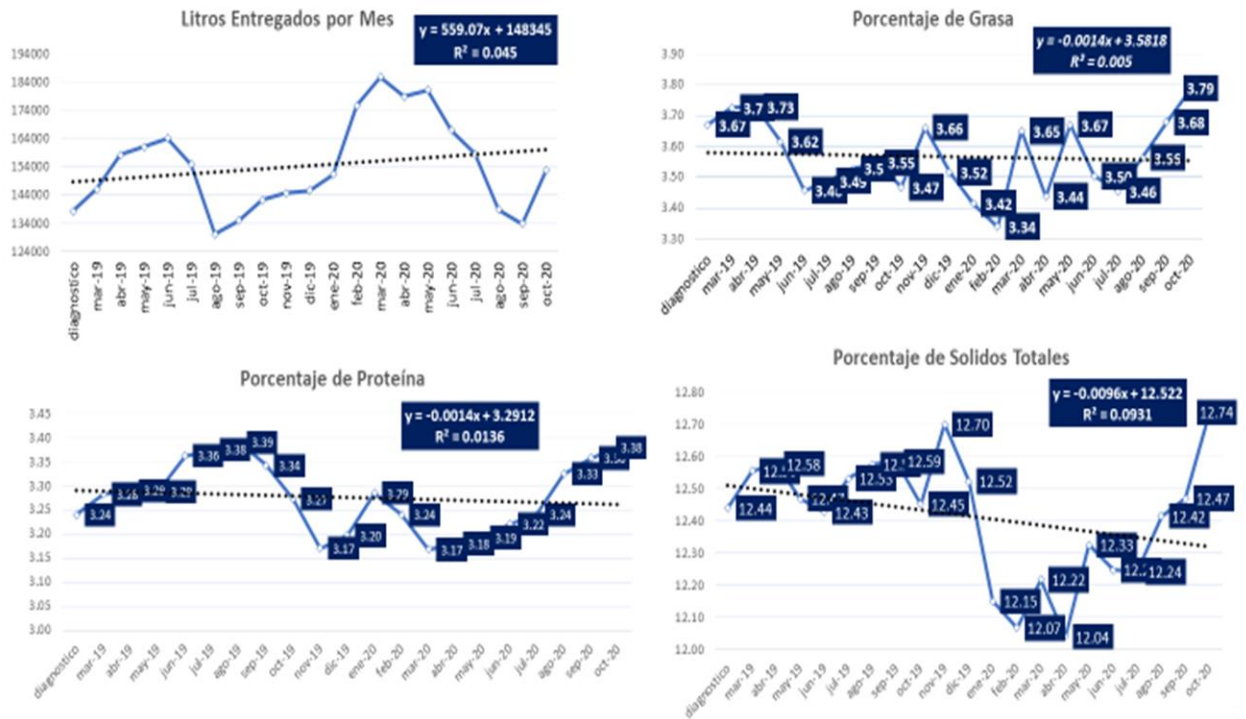 Litros Entregados por Mes
y = 559.07x + 148345
R² = 0.045
194000
184000
174000
164000
154000
144000
134000
124000
diagnostico
mar-19
abr-19
may-19
jun-19
jul-19
ago-19
sep-19
oct-19
nov-19
dic-19
ene-20
feb-20
mar-20
abr-20
may-20
jun-20
jul-20
ago-20
sep-20
oct-20
Porcentaje de Grasa
y = -0.0014x + 3.5818
R² = 0.005
3.90
3.80
3.70
3.60
3.50
3.40
3.30
3.67
3.73
3.62
3.49
3.55
3.47
3.66
3.52
3.42
3.34
3.65
3.44
3.67
3.50
3.46
3.55
3.68
3.79
diagnostico
mar-19
abr-19
may-19
jun-19
jul-19
ago-19
sep-19
oct-19
nov-19
dic-19
ene-20
feb-20
mar-20
abr-20
may-20
jun-20
jul-20
ago-20
sep-20
oct-20
Porcentaje de Proteína
y = -0.0014x + 3.2912
R² = 0.0136
3.45
3.40
3.35
3.30
3.25
3.20
3.15
3.10
3.05
3.00
3.24
3.28
3.29
3.29
3.36
3.38
3.39
3.34
3.17
3.20
3.29
3.24
3.17
3.18
3.19
3.22
3.24
3.33
3.38
diagnostico
mar-19
abr-19
may-19
jun-19
jul-19
ago-19
sep-19
oct-19
nov-19
dic-19
ene-20
feb-20
mar-20
abr-20
may-20
jun-20
jul-20
ago-20
sep-20
oct-20
Porcentaje de Solidos Totales
y = -0.0096x + 12.522
R² = 0.0931
12.80
12.70
12.60
12.50
12.40
12.30
12.20
12.10
12.00
12.44
12.58
12.43
12.53
12.59
12.45
12.70
12.52
12.15
12.07
12.22
12.04
12.33
12.24
12.42
12.47
12.74
diagnostico
mar-19
abr-19
may-19
jun-19
jul-19
ago-19
sep-19
oct-19
nov-19
dic-19
ene-20
feb-20
mar-20
abr-20
may-20
jun-20
jul-20
ago-20
sep-20
oct-20